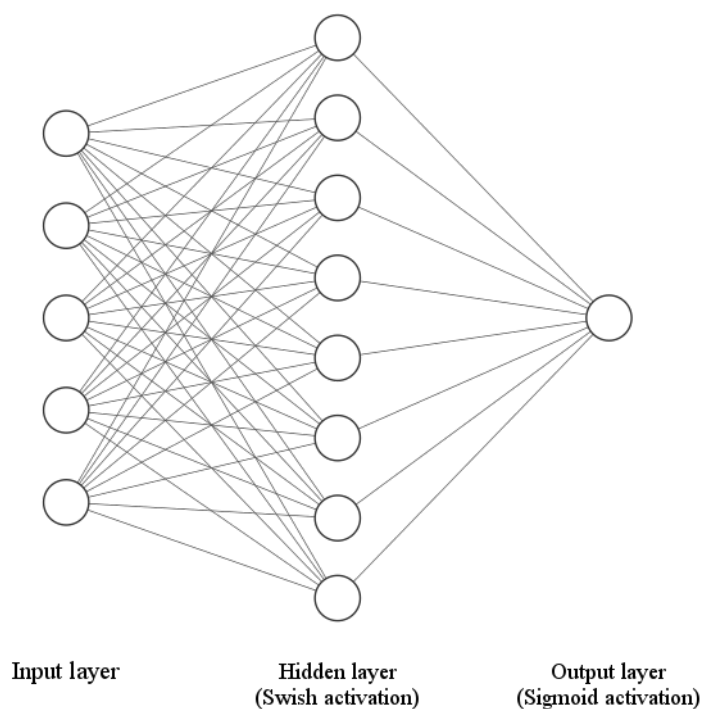 Input layer
Hidden layer
(Swish activation)
Output layer
(Sigmoid activation)